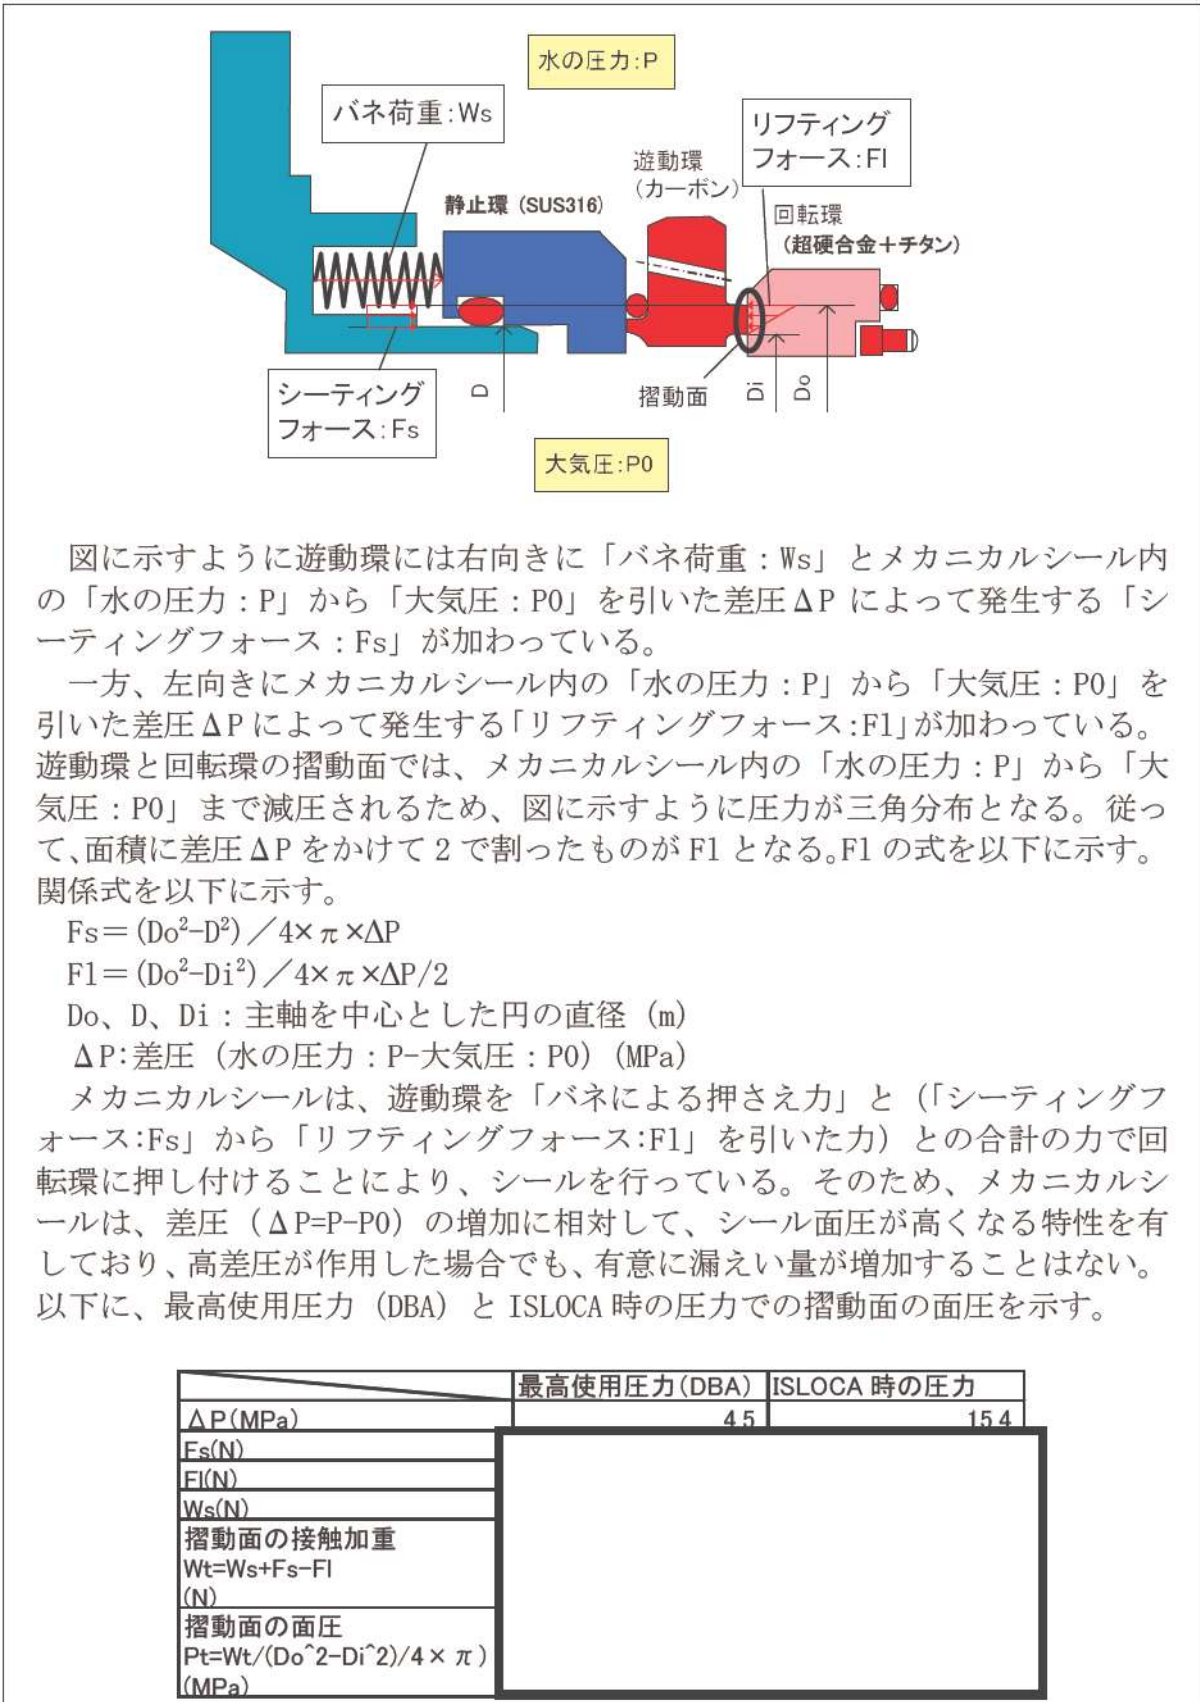 水の圧力:P
バネ荷重:Ws
リフティング
フォース:Fl
遊動環
(カーボン)
静止環 (SUS316)
回転環
(超硬合金+チタン)
シーティング
フォース:Fs
D
摺動面
Di
Do
大気圧:P0
図に示すように遊動環には右向きに「バネ荷重:Ws」とメカニカルシール内
の「水の圧力:P」から「大気圧:P0」を引いた差圧ΔP によって発生する「シ
ーティングフォース:Fs」が加わっている。
一方、左向きにメカニカルシール内の「水の圧力:P」から「大気圧:P0」を
引いた差圧ΔPによって発生する「リフティングフォース:Fl」が加わっている。
遊動環と回転環の摺動面では、メカニカルシール内の「水の圧力:P」から「大
気圧:P0」まで減圧されるため、図に示すように圧力が三角分布となる。従っ
て、面積に差圧ΔPをかけて2で割ったものがFlとなる。Flの式を以下に示す。
関係式を以下に示す。
Fs=(Do²-D²)/4×π×ΔP
Fl=(Do²-Di²)/4×π×ΔP/2
Do、D、Di:主軸を中心とした円の直径 (m)
ΔP:差圧(水の圧力:P-大気圧:P0)(MPa)
メカニカルシールは、遊動環を「バネによる押さえ力」と(「シーティングフ
ォース:Fs」から「リフティングフォース:Fl」を引いた力)との合計の力で回
転環に押し付けることにより、シールを行っている。そのため、メカニカルシ
ールは、差圧(ΔP=P-P0)の増加に相対して、シール面圧が高くなる特性を有
しており、高差圧が作用した場合でも、有意に漏えい量が増加することはない。
以下に、最高使用圧力(DBA)とISLOCA時の圧力での摺動面の面圧を示す。
最高使用圧力(DBA) ISLOCA 時の圧力
ΔP(MPa) 4.5 15.4
Fs(N)
Fl(N)
Ws(N)
摺動面の接触加重
Wt=Ws+Fs-Fl
(N)
摺動面の面圧
Pt=Wt/(Do^2-Di^2)/4×π)
(MPa)